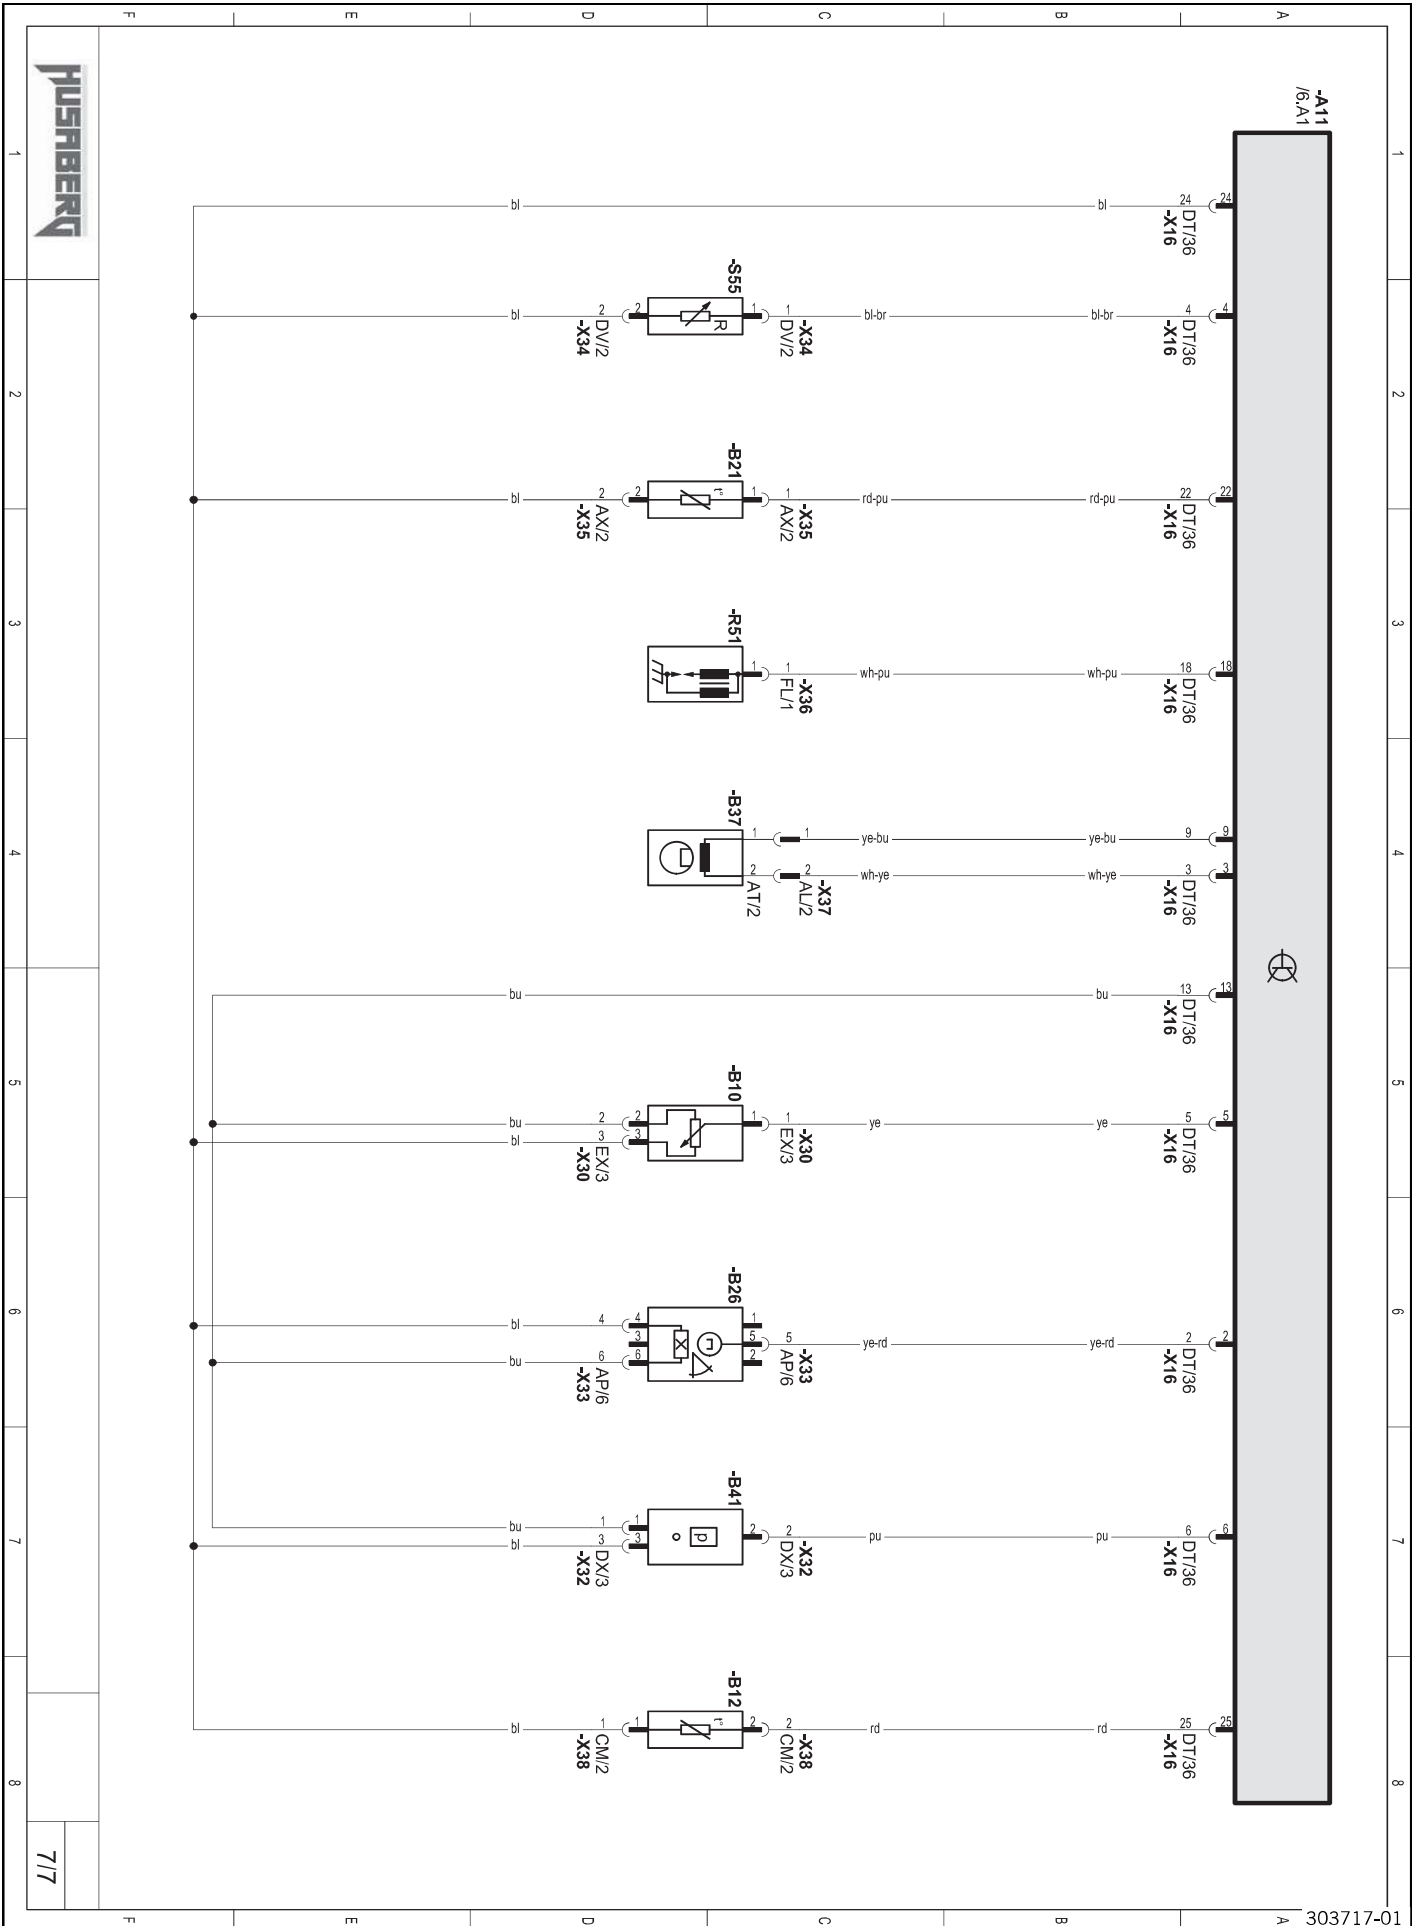 1 2 3 4 5 6 7 8
A A
-A11
/6.A1
24 4 22 18 9 3 13 5 2 6 25
24 DT/36
-X16
4 DT/36
-X16
22 DT/36
-X16
18 DT/36
-X16
9
3 DT/36
-X16
13 DT/36
-X16
5 DT/36
-X16
2 DT/36
-X16
6 DT/36
-X16
25 DT/36
-X16
B B
bl bl-br rd-pu wh-pu ye-bu wh-ye bu ye ye-rd pu rd
C C
bl-br rd-pu wh-pu ye-bu wh-ye ye ye-rd pu rd
-X34
1 DV/2
-X35
1 AX/2
-X36
1 FL/1
-X37
1
2 AL/2
-X30
1 EX/3
-X33
5 AP/6
-X32
2 DX/3
-X38
2 CM/2
1 2 AT/2
-S55
1
R
2
-B21
1
t°
2
-R51
1
-B37
-B10
1
2 3
-B26
1 5 2
4 3 6
-B41
2
p
1 3
-B12
2
t°
1
D D
2 DV/2
-X34
2 AX/2
-X35
2 3 EX/3
-X30
4 6 AP/6
-X33
1 3 DX/3
-X32
1 CM/2
-X38
bl bl bl bu bu bl bl bu bu bl bl
E E
F F
HUSABERG
7/7
1 2 3 4 5 6 7 8
303717-01